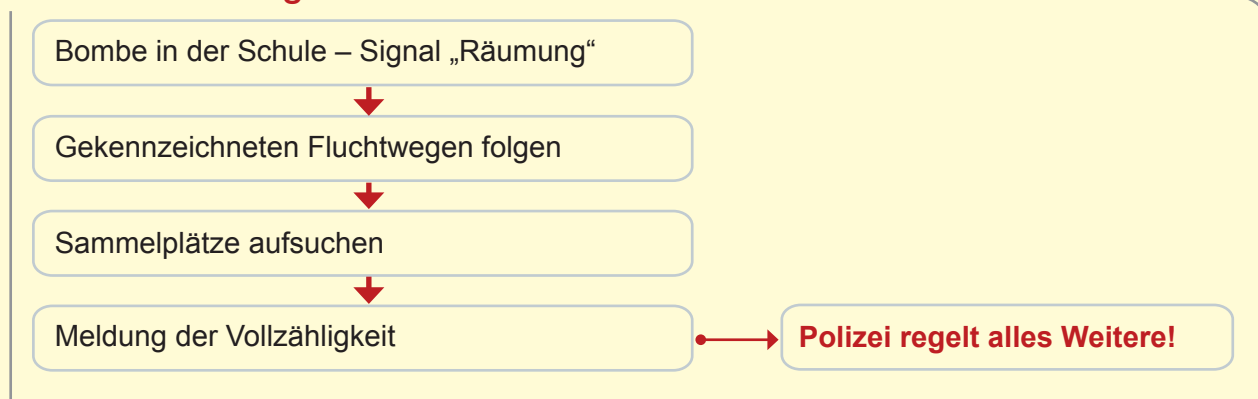 Bombe in der Schule – Signal „Räumung“
Gekennzeichneten Fluchtwegen folgen
Sammelplätze aufsuchen
Meldung der Vollzähligkeit
Polizei regelt alles Weitere!